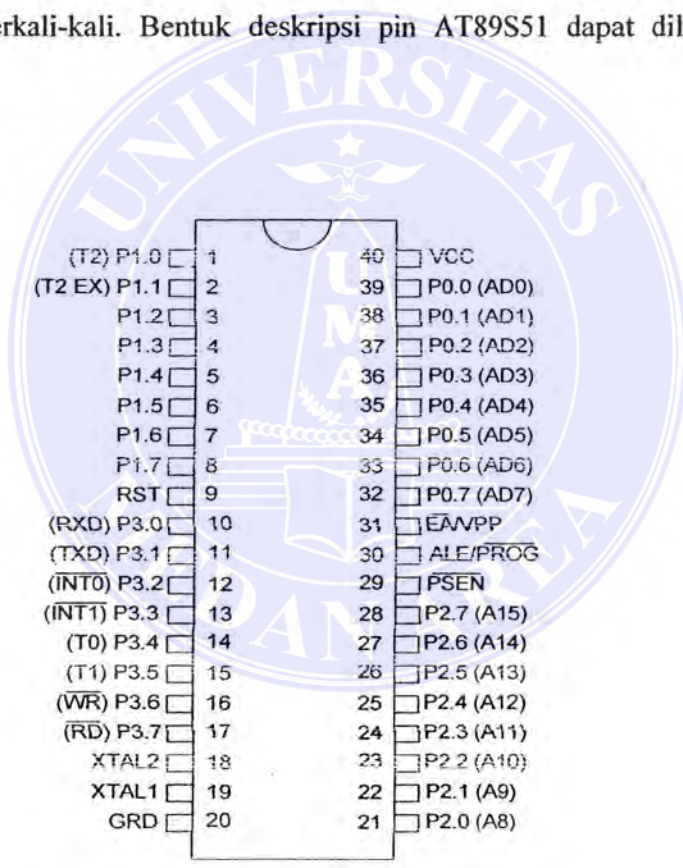 erkali-kali. Bentuk deskripsi pin AT89S51 dapat dil
UNIVERSITAS
UMA
MEDAN AREA
(T2) P1.0 1 40 VCC
(T2 EX) P1.1 2 39 P0.0 (AD0)
P1.2 3 38 P0.1 (AD1)
P1.3 4 37 P0.2 (AD2)
P1.4 5 36 P0.3 (AD3)
P1.5 6 35 P0.4 (AD4)
P1.6 7 34 P0.5 (AD5)
P1.7 8 33 P0.6 (AD6)
RST 9 32 P0.7 (AD7)
(RXD) P3.0 10 31 E̅A̅/VPP
(TXD) P3.1 11 30 ALE/P̅R̅O̅G̅
(I̅N̅T̅0̅) P3.2 12 29 P̅S̅E̅N̅
(I̅N̅T̅1̅) P3.3 13 28 P2.7 (A15)
(T0) P3.4 14 27 P2.6 (A14)
(T1) P3.5 15 26 P2.5 (A13)
(W̅R̅) P3.6 16 25 P2.4 (A12)
(R̅D̅) P3.7 17 24 P2.3 (A11)
XTAL2 18 23 P2.2 (A10)
XTAL1 19 22 P2.1 (A9)
GRD 20 21 P2.0 (A8)